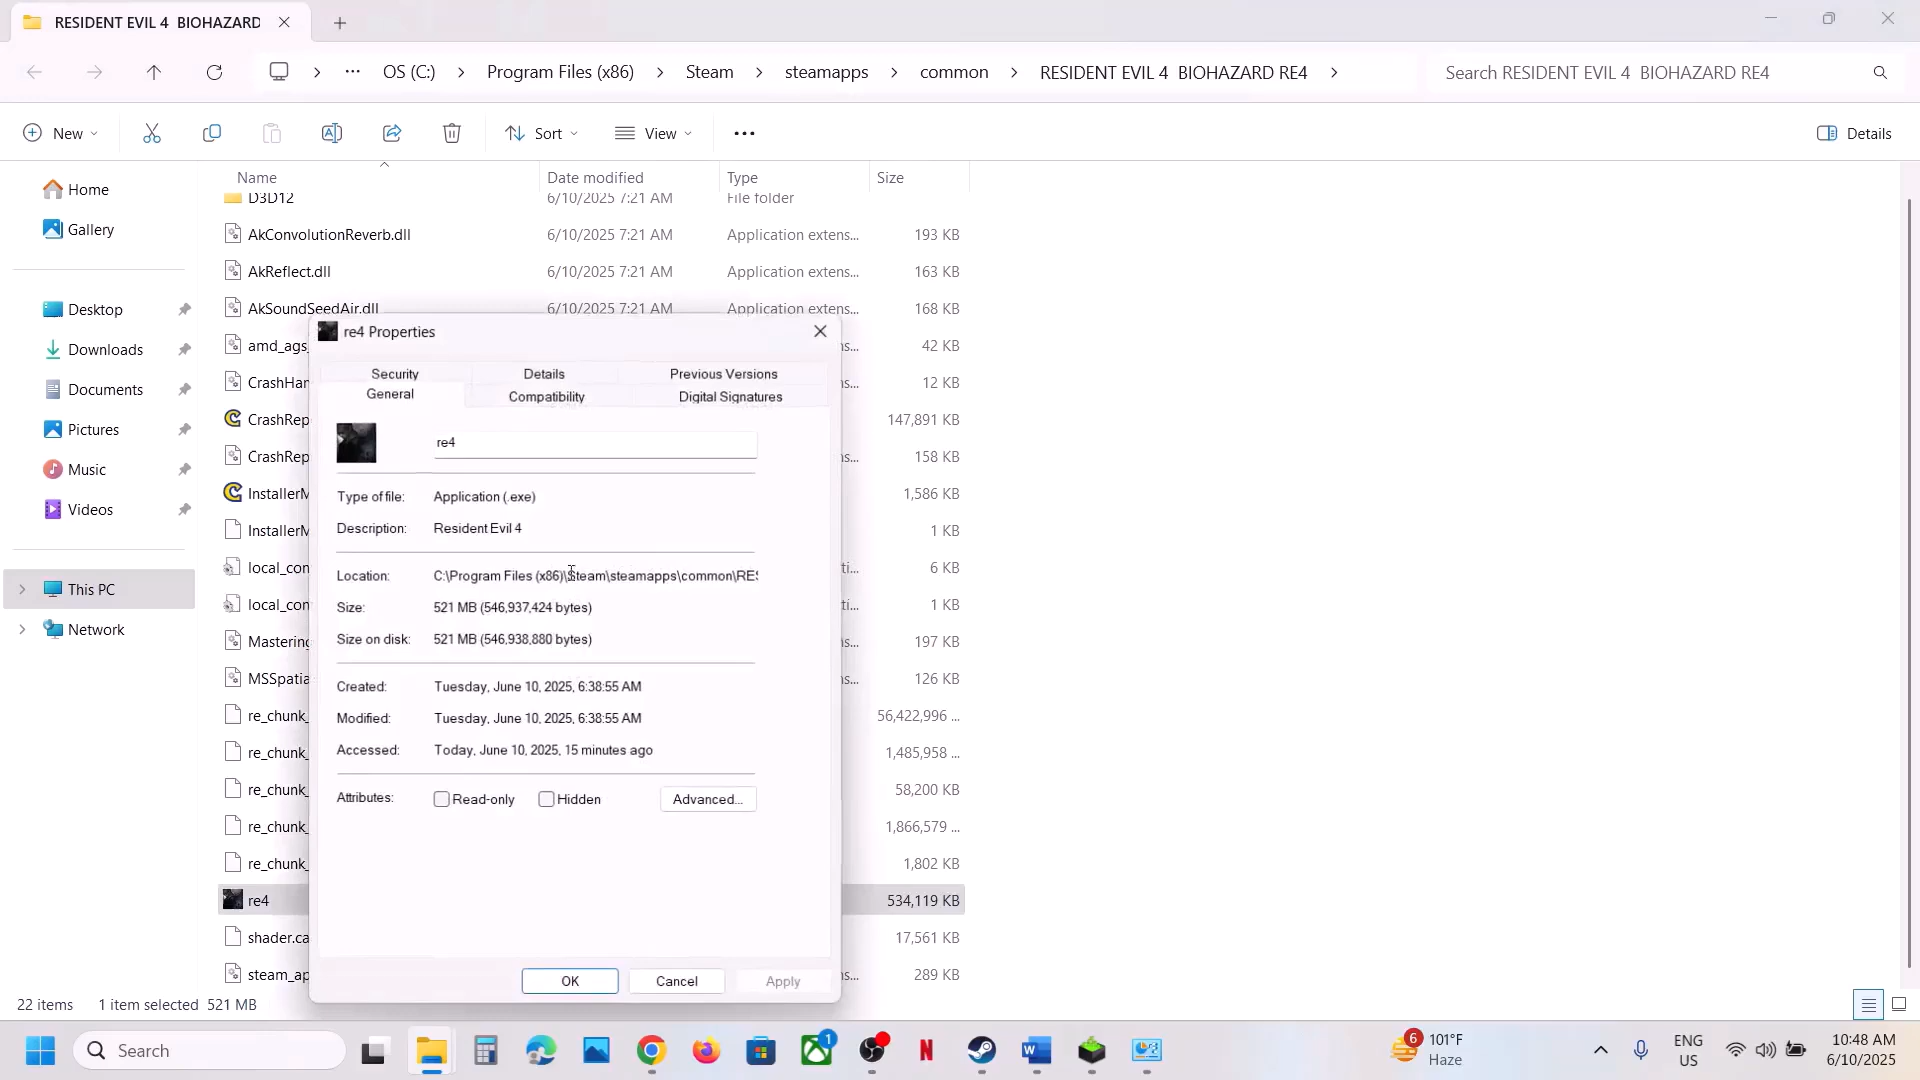 RESIDENT EVIL 4  BIOHAZARD
OS (C:) Program Files (x86) Steam steamapps common RESIDENT EVIL 4  BIOHAZARD RE4
Search RESIDENT EVIL 4  BIOHAZARD RE4
New Sort View Details
Name Date modified Type Size
D3D12 6/10/2025 7:21 AM File folder
AkConvolutionReverb.dll 6/10/2025 7:21 AM Application extens... 193 KB
AkReflect.dll 6/10/2025 7:21 AM Application extens... 163 KB
AkSoundSeedAir.dll 6/10/2025 7:21 AM Application extens... 168 KB
amd_ags_ ns... 42 KB
CrashHan ns... 12 KB
CrashRep 147,891 KB
CrashRep ns... 158 KB
InstallerM 1,586 KB
InstallerM 1 KB
local_con ti... 6 KB
local_con ti... 1 KB
Mastering ns... 197 KB
MSSpatia ns... 126 KB
re_chunk_ 56,422,996 ...
re_chunk_ 1,485,958 ...
re_chunk_ 58,200 KB
re_chunk_ 1,866,579 ...
re_chunk_ 1,802 KB
re4 534,119 KB
shader.ca 17,561 KB
steam_ap ns... 289 KB
Home
Gallery
Desktop
Downloads
Documents
Pictures
Music
Videos
This PC
Network
re4 Properties
Security Details Previous Versions
General Compatibility Digital Signatures
re4
Type of file: Application (.exe)
Description: Resident Evil 4
Location: C:\Program Files (x86)\Steam\steamapps\common\RES
Size: 521 MB (546,937,424 bytes)
Size on disk: 521 MB (546,938,880 bytes)
Created: Tuesday, June 10, 2025, 6:38:55 AM
Modified: Tuesday, June 10, 2025, 6:38:55 AM
Accessed: Today, June 10, 2025, 15 minutes ago
Attributes: Read-only Hidden Advanced...
OK Cancel Apply
22 items 1 item selected 521 MB
Search
1
6
101°F
Haze
ENG
US
10:48 AM
6/10/2025